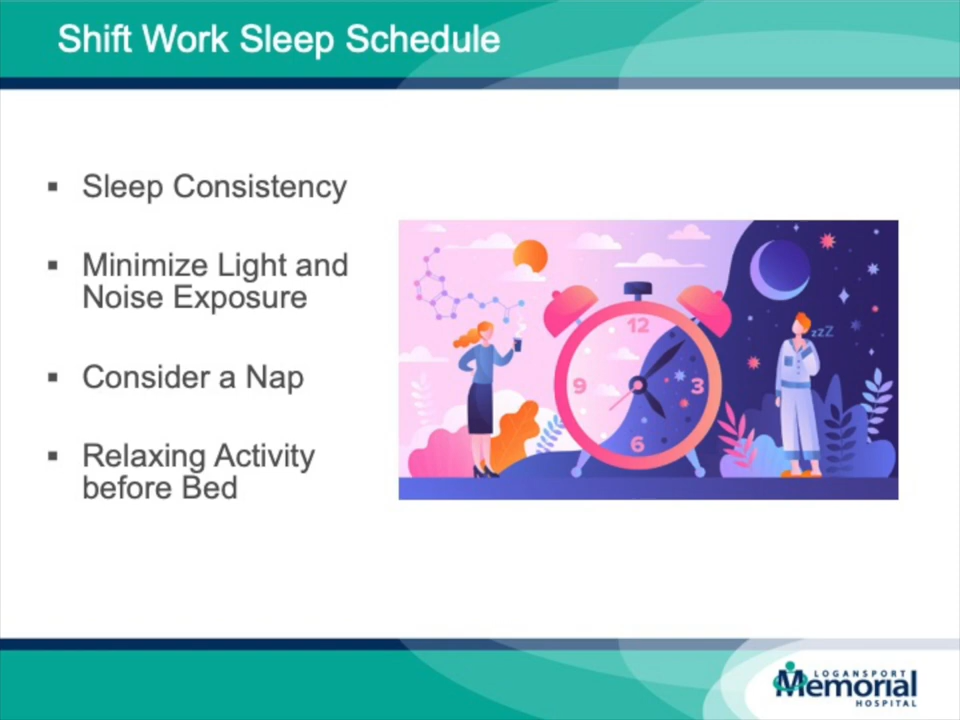 Shift Work Sleep Schedule
▪ Sleep Consistency
▪ Minimize Light and
Noise Exposure
▪ Consider a Nap
▪ Relaxing Activity
before Bed
12
9
3
6
zzZ
LOGANSPORT
Memorial
HOSPITAL